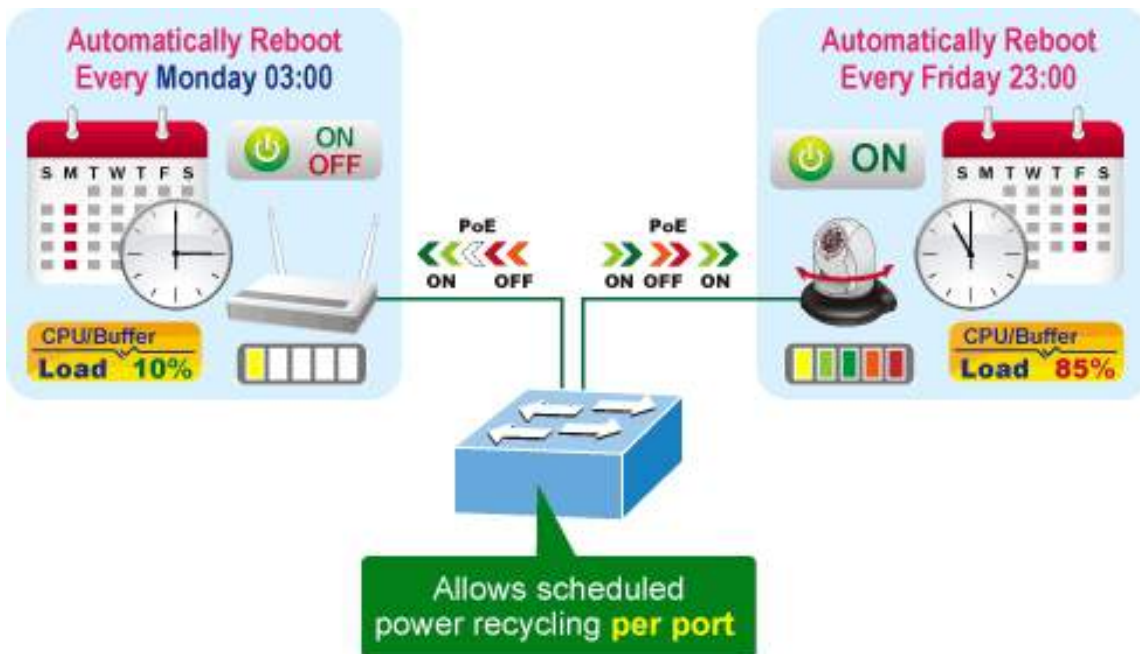 Automatically Reboot
Every Monday 03:00
ON
OFF
S M T W T F S
PoE
ON OFF
CPU/Buffer
Load 10%
Automatically Reboot
Every Friday 23:00
ON
S M T W T F S
PoE
ON OFF ON
CPU/Buffer
Load 85%
Allows scheduled
power recycling per port